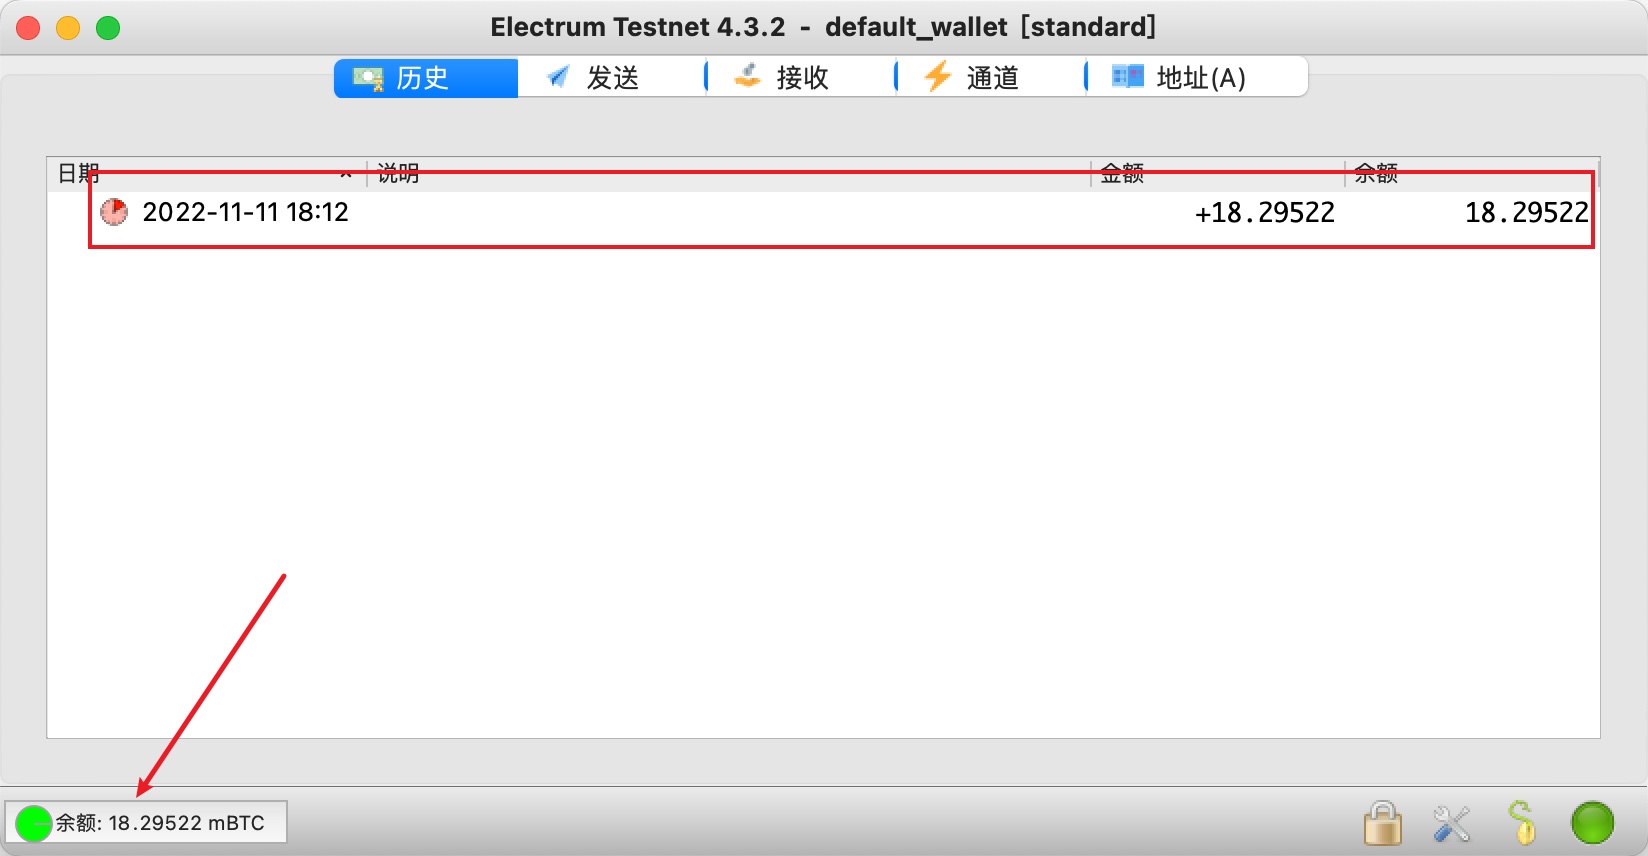 Electrum Testnet 4.3.2 - default_wallet [standard]
历史 发送 接收 通道 地址(A)
日期 说明 金额 余额
2022-11-11 18:12 +18.29522 18.29522
余额: 18.29522 mBTC